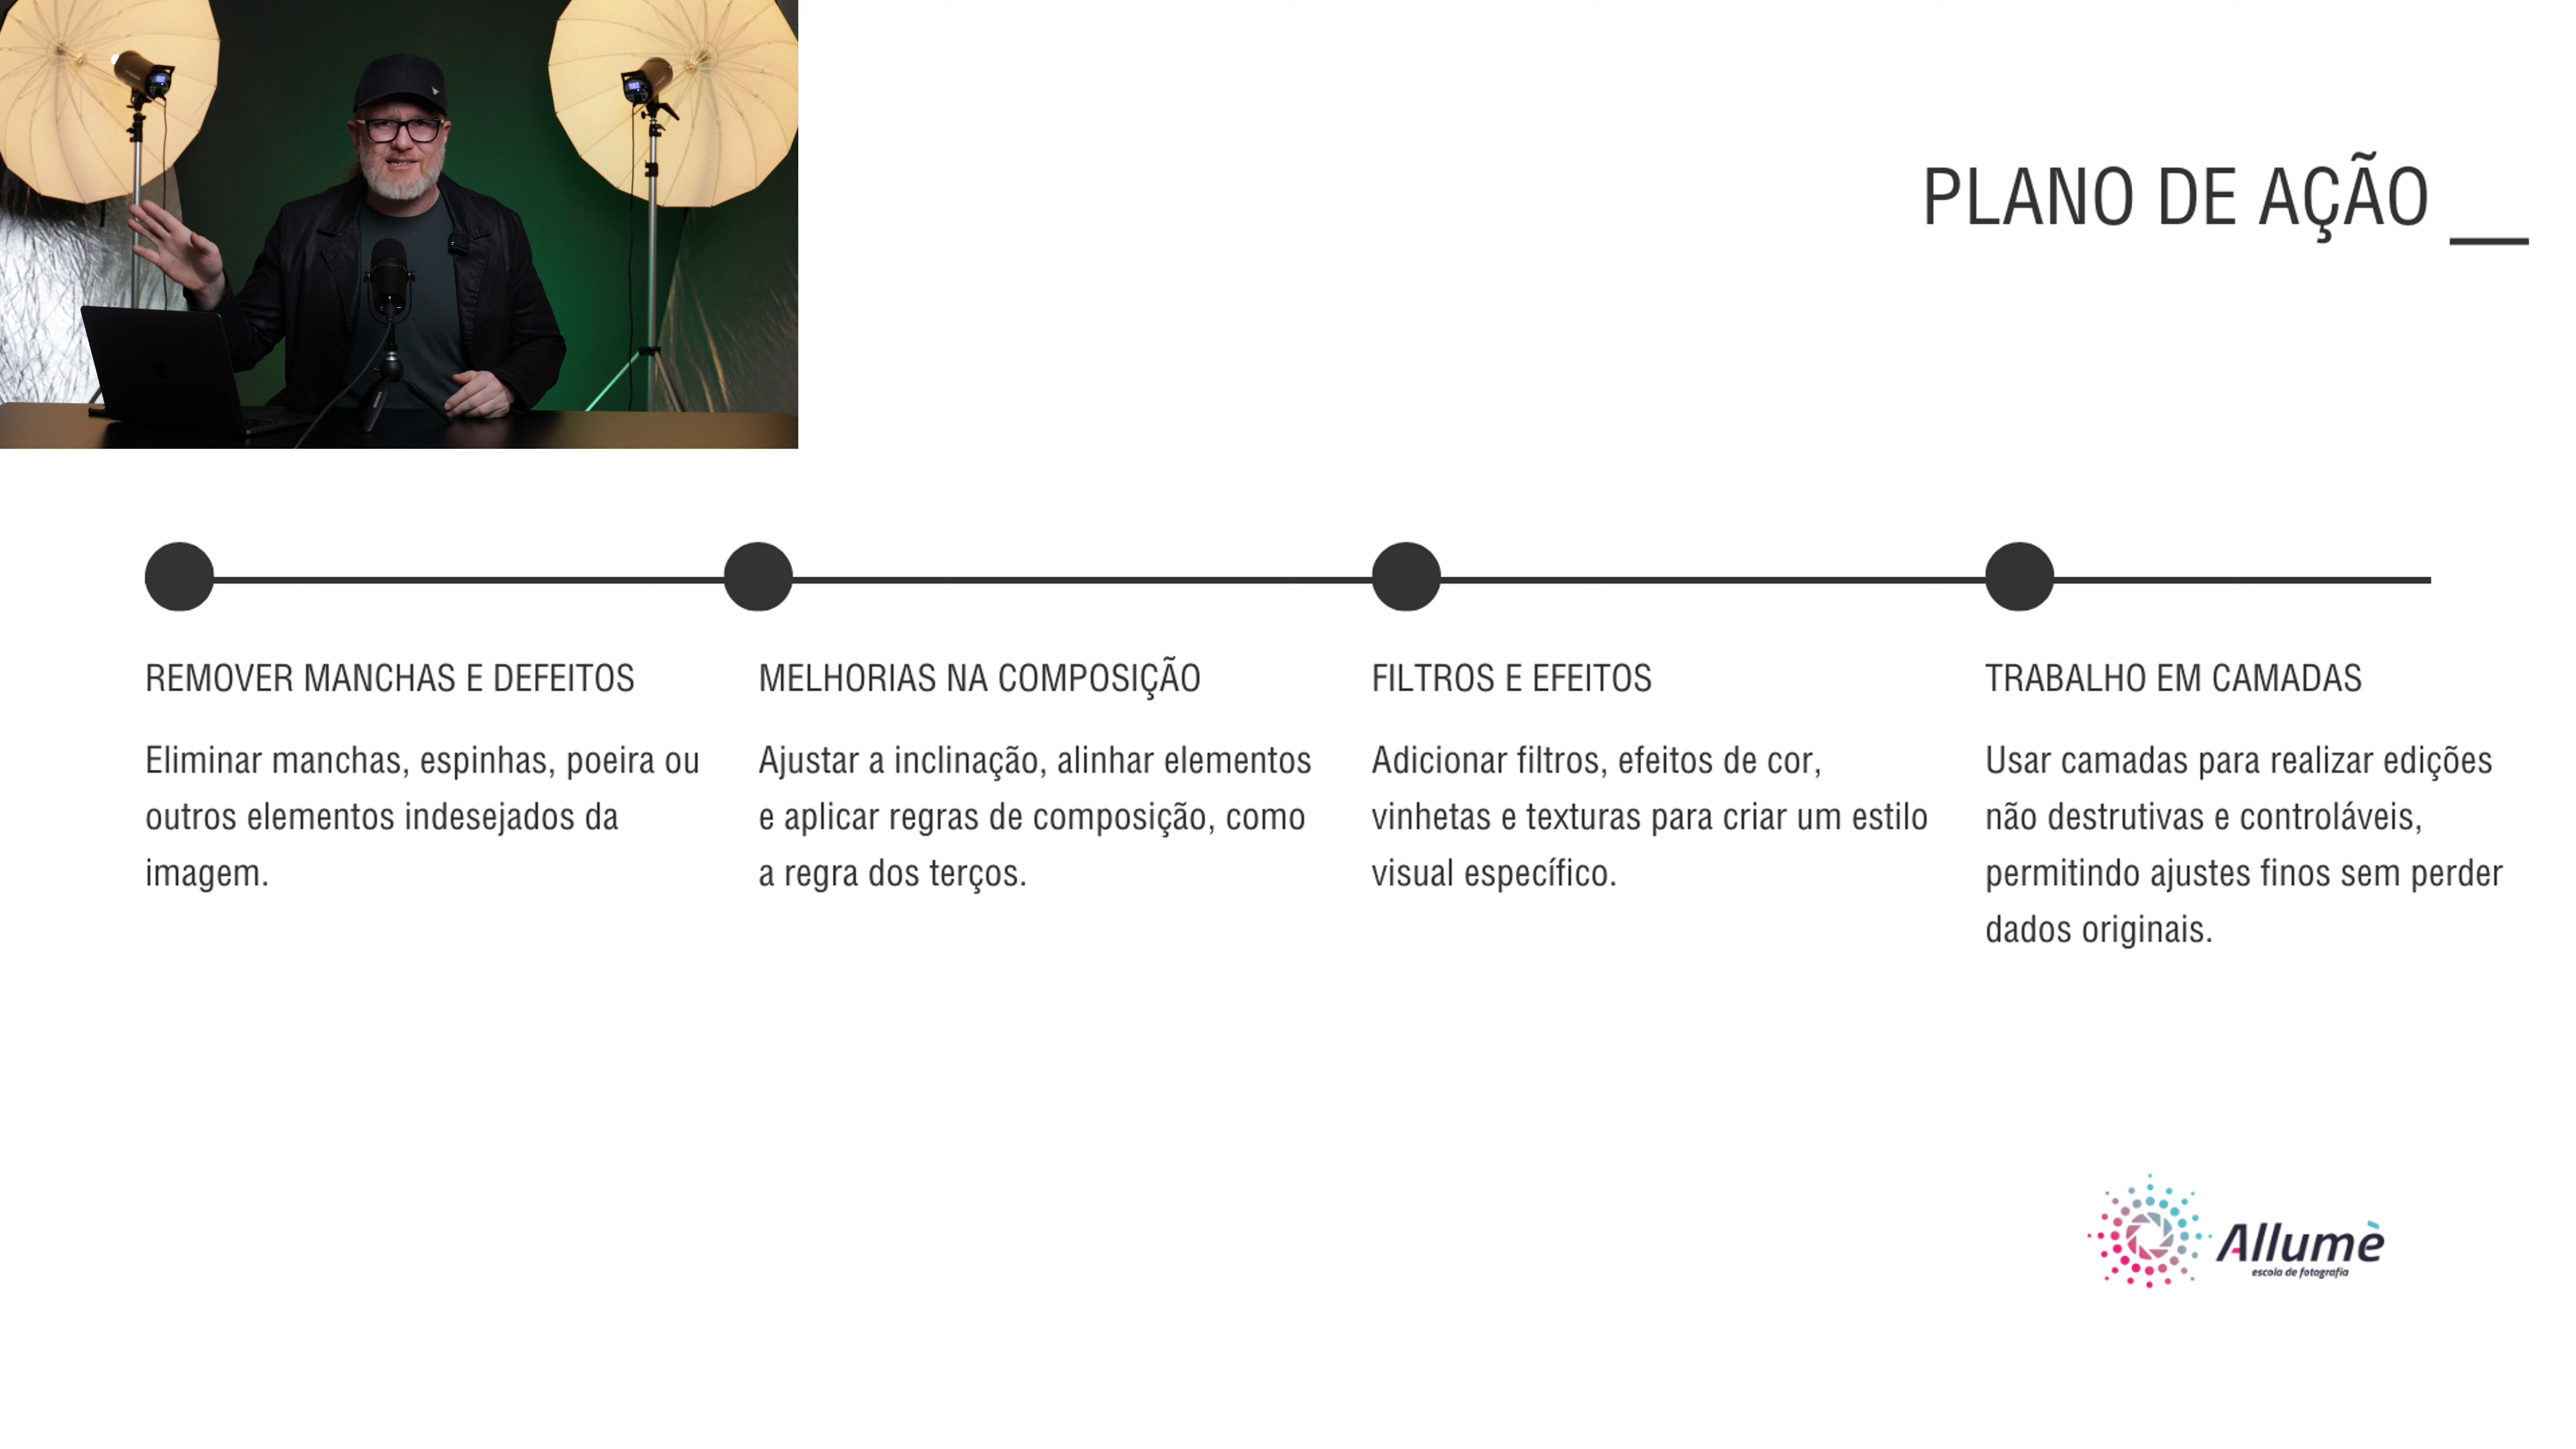 PLANO DE AÇÃO __
REMOVER MANCHAS E DEFEITOS
Eliminar manchas, espinhas, poeira ou
outros elementos indesejados da
imagem.
MELHORIAS NA COMPOSIÇÃO
Ajustar a inclinação, alinhar elementos
e aplicar regras de composição, como
a regra dos terços.
FILTROS E EFEITOS
Adicionar filtros, efeitos de cor,
vinhetas e texturas para criar um estilo
visual específico.
TRABALHO EM CAMADAS
Usar camadas para realizar edições
não destrutivas e controláveis,
permitindo ajustes finos sem perder
dados originais.
Allumè
escola de fotografia